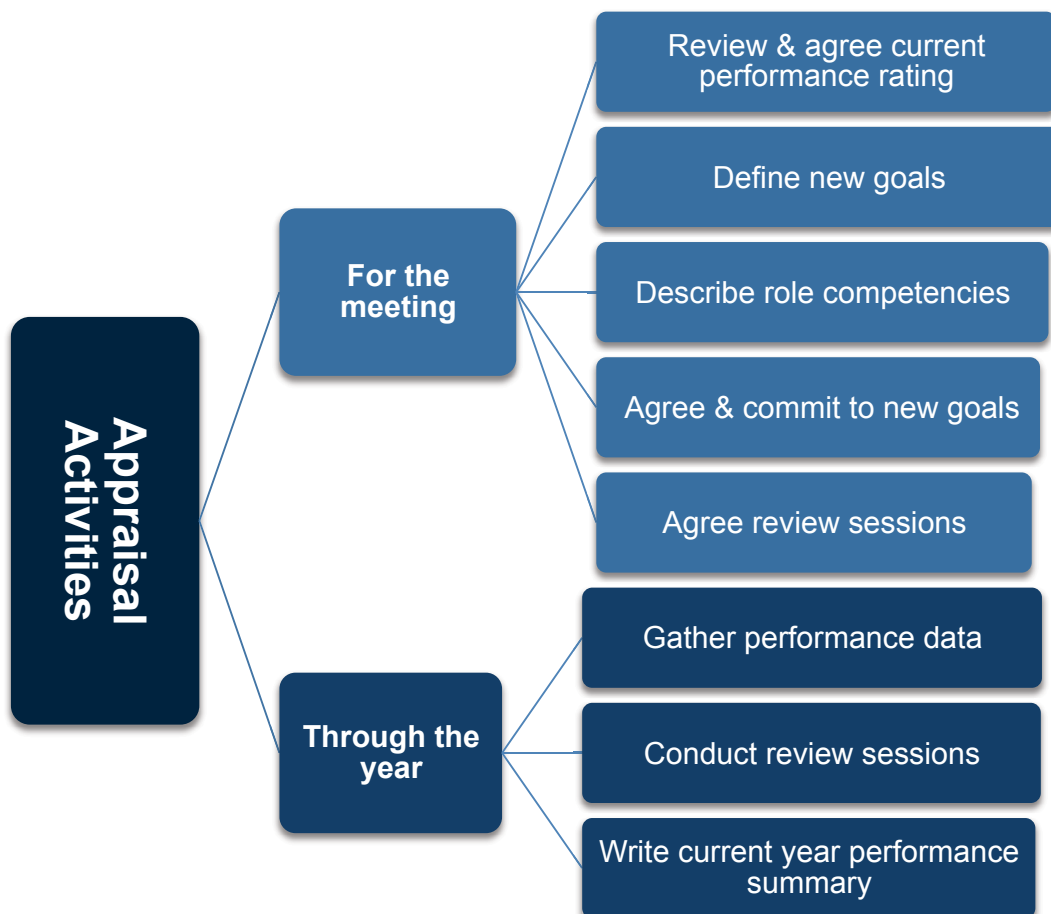 Appraisal
Activities
For the
meeting
Review & agree current
performance rating
Define new goals
Describe role competencies
Agree & commit to new goals
Agree review sessions
Through the
year
Gather performance data
Conduct review sessions
Write current year performance
summary